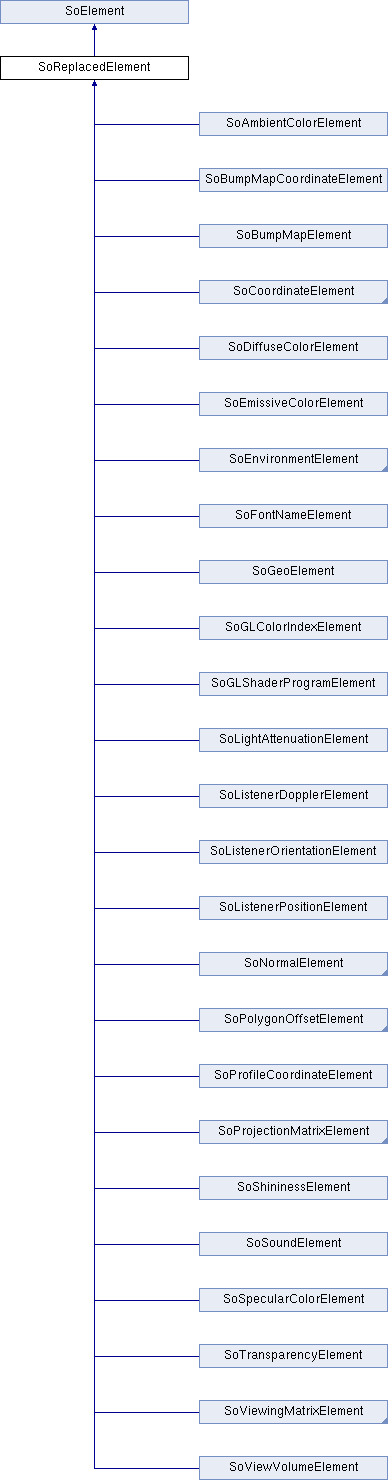 SoElement
SoReplacedElement
SoAmbientColorElement
SoBumpMapCoordinateElement
SoBumpMapElement
SoCoordinateElement
SoDiffuseColorElement
SoEmissiveColorElement
SoEnvironmentElement
SoFontNameElement
SoGeoElement
SoGLColorIndexElement
SoGLShaderProgramElement
SoLightAttenuationElement
SoListenerDopplerElement
SoListenerOrientationElement
SoListenerPositionElement
SoNormalElement
SoPolygonOffsetElement
SoProfileCoordinateElement
SoProjectionMatrixElement
SoShininessElement
SoSoundElement
SoSpecularColorElement
SoTransparencyElement
SoViewingMatrixElement
SoViewVolumeElement